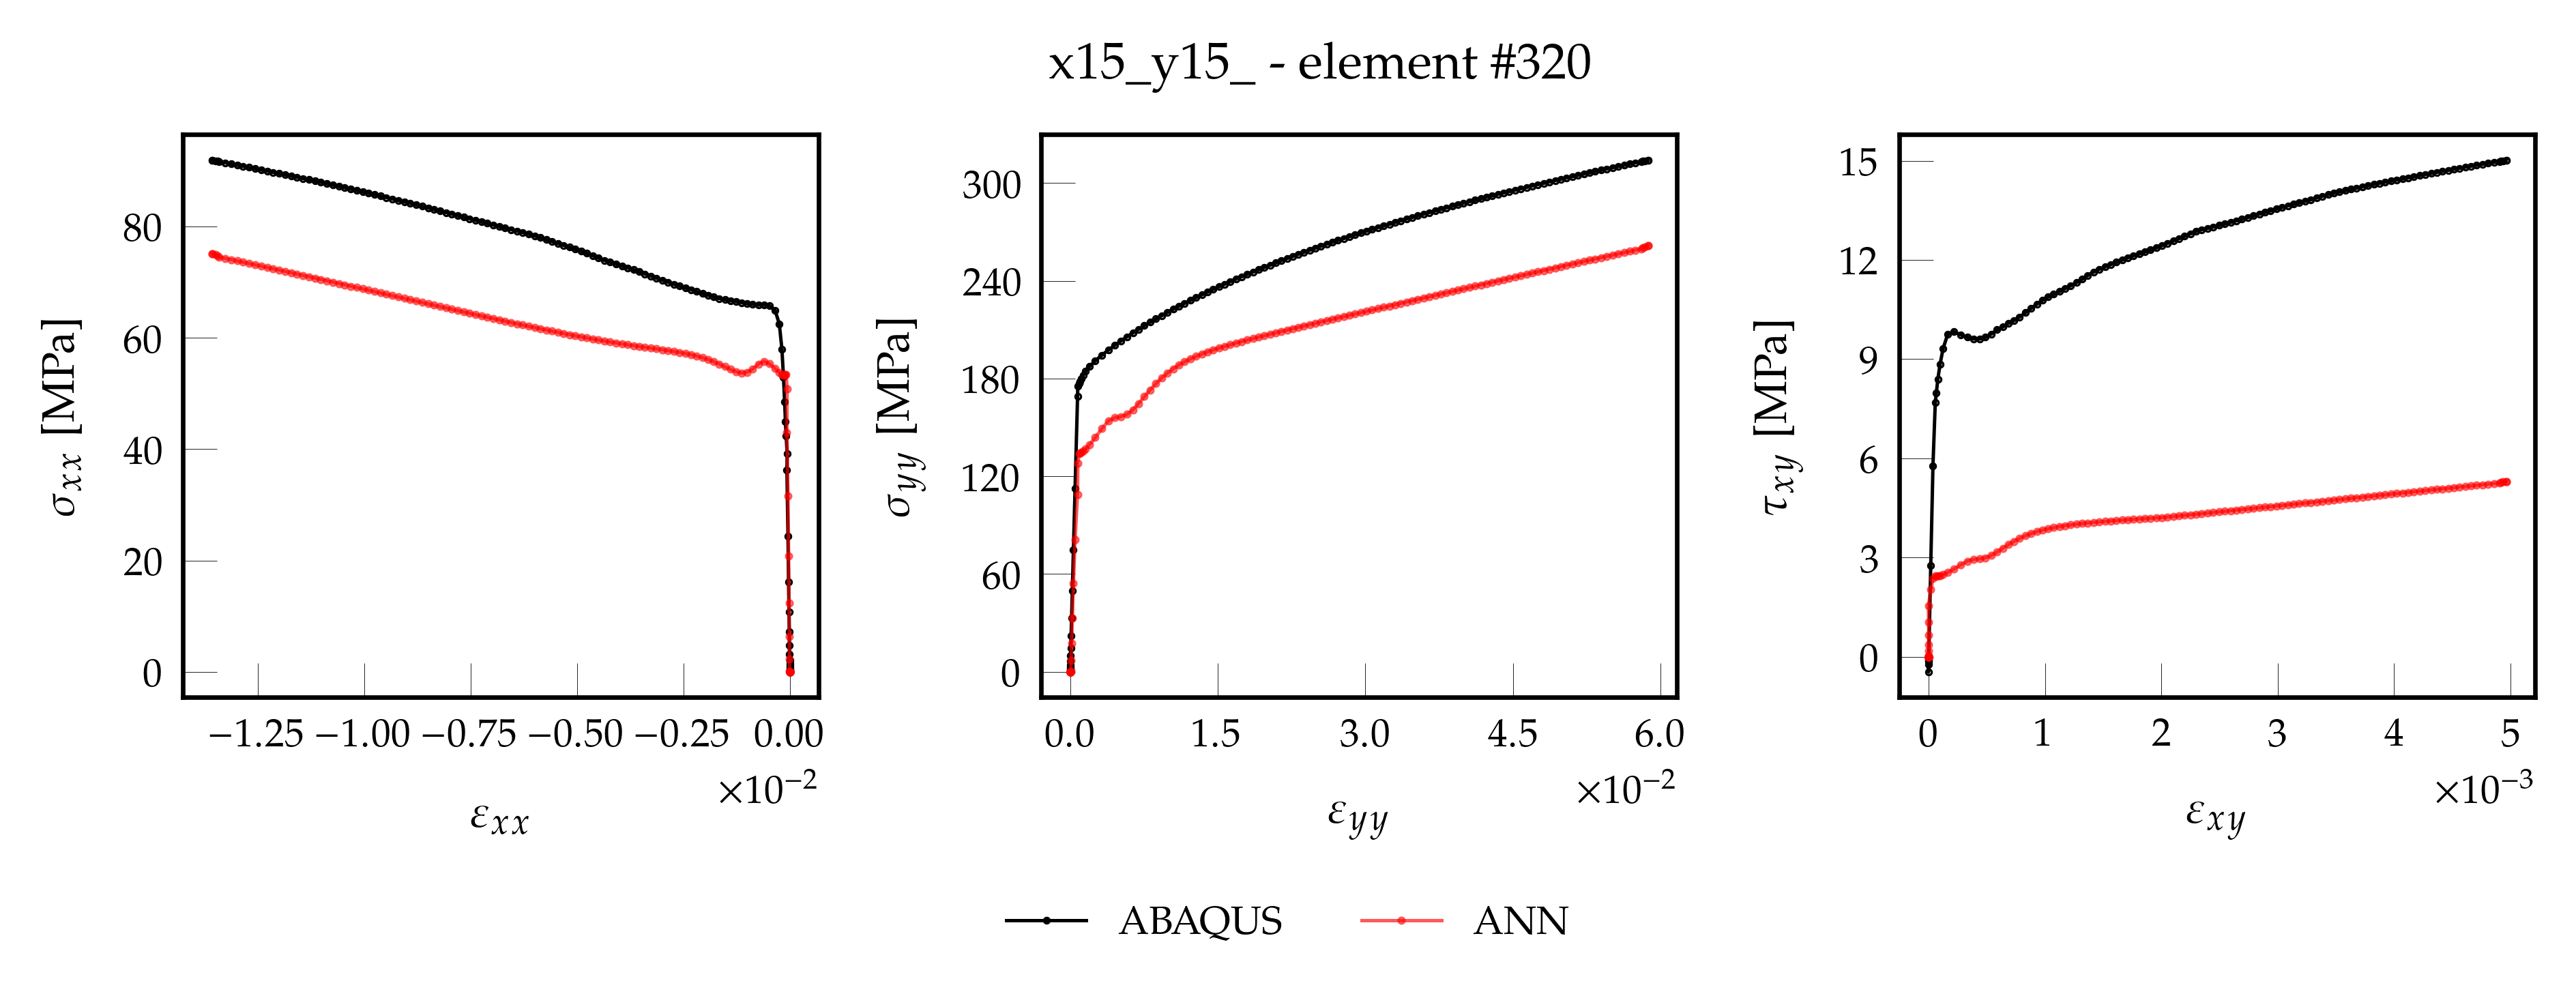 x15_y15_ - element #320
σxx [MPa]
80
60
40
20
0
−1.25 −1.00 −0.75 −0.50 −0.25 0.00
×10−2
εxx
σyy [MPa]
300
240
180
120
60
0
0.0 1.5 3.0 4.5 6.0
×10−2
εyy
τxy [MPa]
15
12
9
6
3
0
0 1 2 3 4 5
×10−3
εxy
ABAQUS ANN